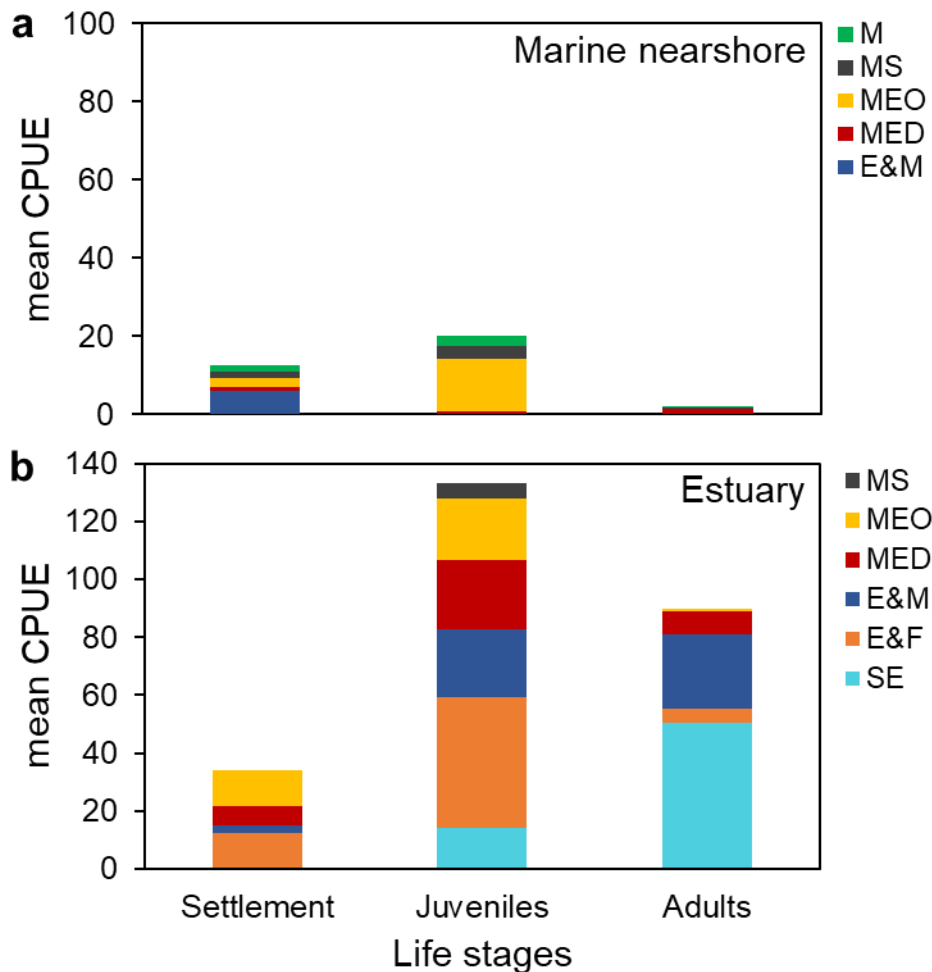 a
Marine nearshore
mean CPUE
100
80
60
40
20
0
M
MS
MEO
MED
E&M
b
Estuary
mean CPUE
140
120
100
80
60
40
20
0
MS
MEO
MED
E&M
E&F
SE
Settlement Juveniles Adults
Life stages